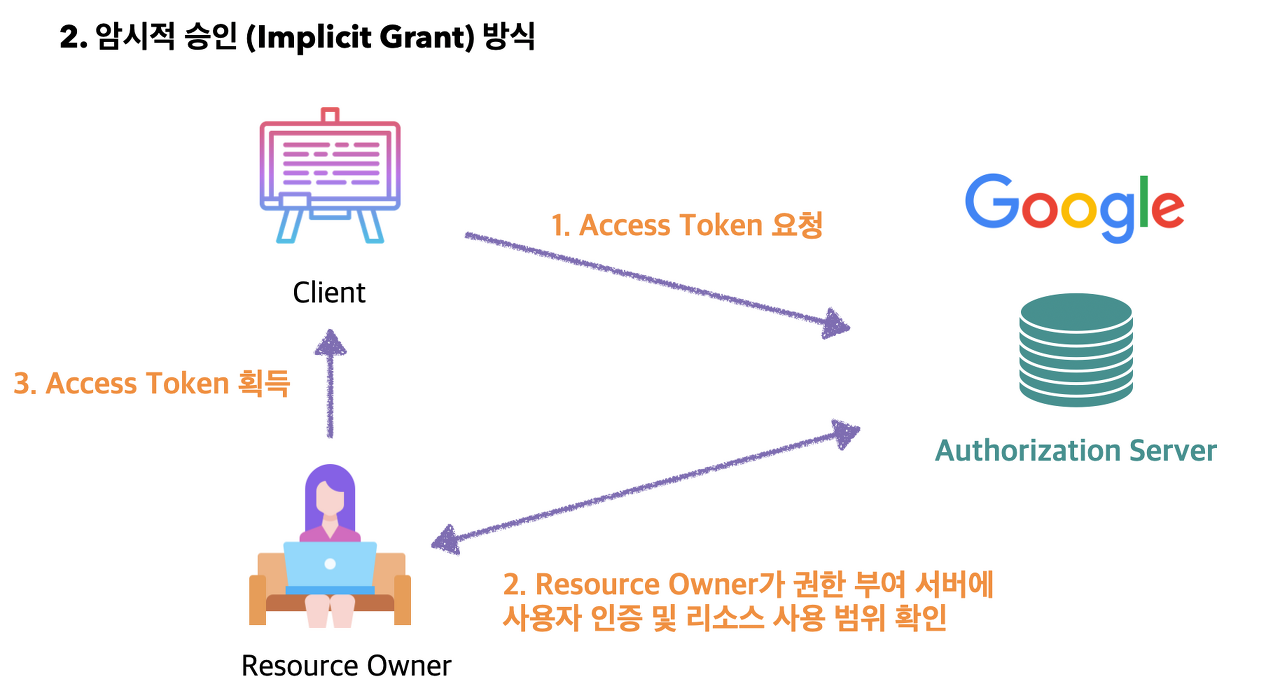 2. 암시적 승인 (Implicit Grant) 방식
Google
1. Access Token 요청
Client
3. Access Token 획득
Authorization Server
2. Resource Owner가 권한 부여 서버에
사용자 인증 및 리소스 사용 범위 확인
Resource Owner